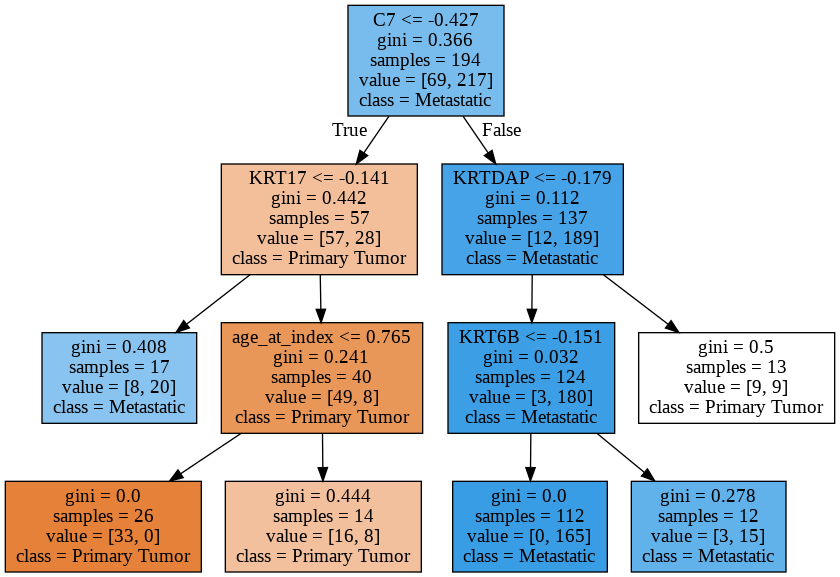 C7 <= -0.427
gini = 0.366
samples = 194
value = [69, 217]
class = Metastatic
True
False
KRT17 <= -0.141
gini = 0.442
samples = 57
value = [57, 28]
class = Primary Tumor
KRTDAP <= -0.179
gini = 0.112
samples = 137
value = [12, 189]
class = Metastatic
gini = 0.408
samples = 17
value = [8, 20]
class = Metastatic
age_at_index <= 0.765
gini = 0.241
samples = 40
value = [49, 8]
class = Primary Tumor
KRT6B <= -0.151
gini = 0.032
samples = 124
value = [3, 180]
class = Metastatic
gini = 0.5
samples = 13
value = [9, 9]
class = Primary Tumor
gini = 0.0
samples = 26
value = [33, 0]
class = Primary Tumor
gini = 0.444
samples = 14
value = [16, 8]
class = Primary Tumor
gini = 0.0
samples = 112
value = [0, 165]
class = Metastatic
gini = 0.278
samples = 12
value = [3, 15]
class = Metastatic